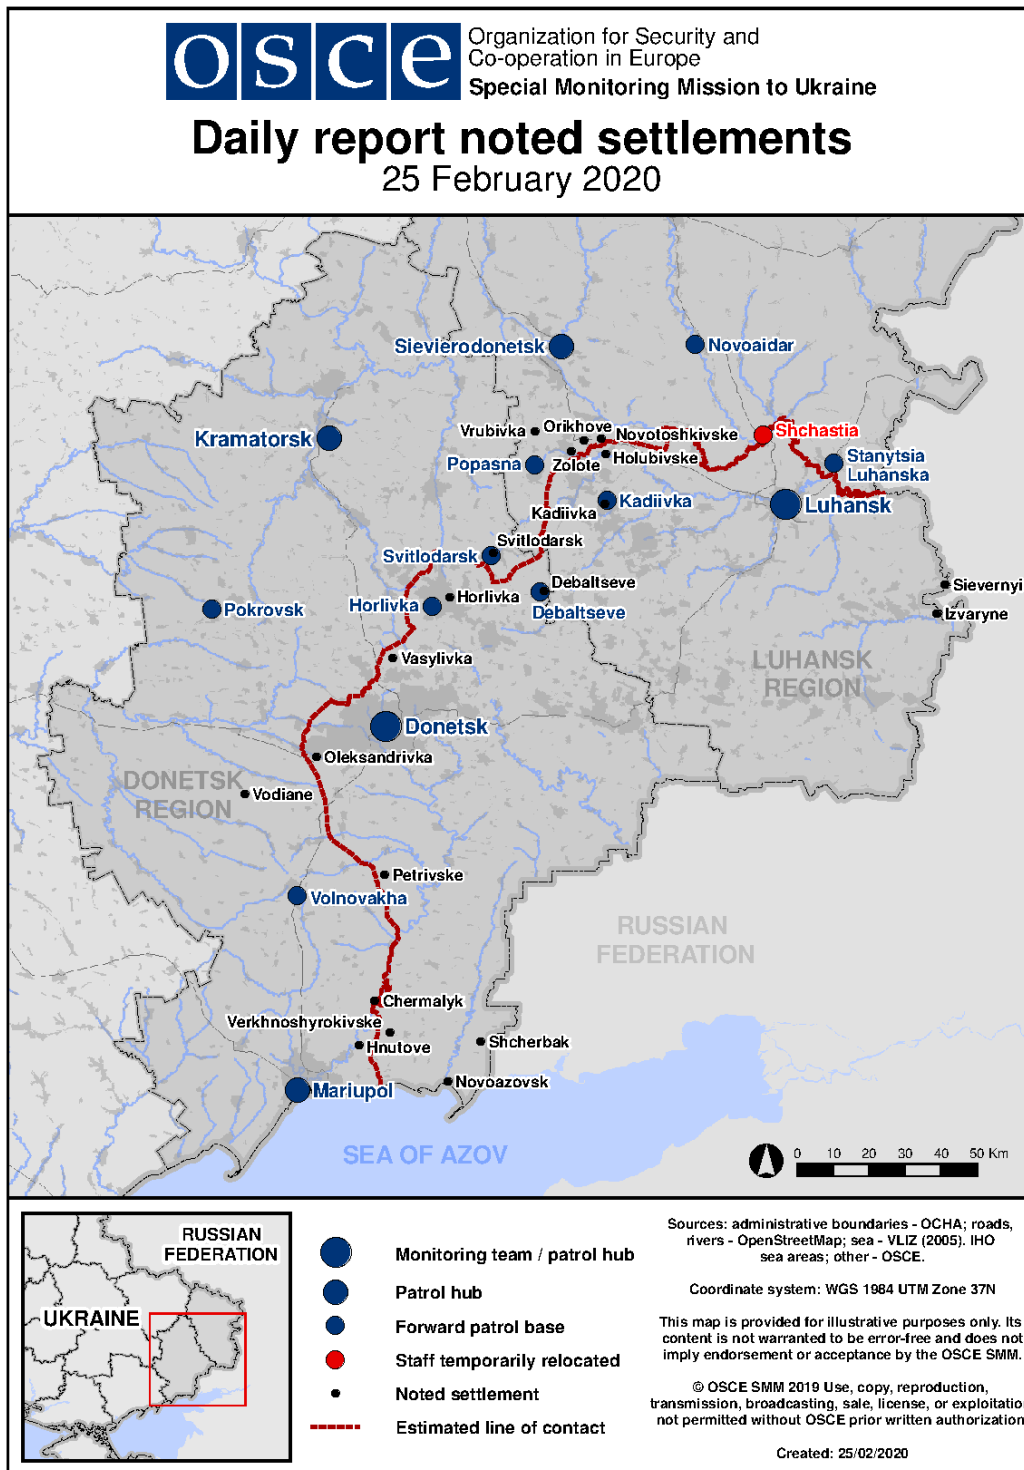 osce
Organization for Security and
Co-operation in Europe
Special Monitoring Mission to Ukraine
Daily report noted settlements
25 February 2020
Sievierodonetsk
Novoaidar
Kramatorsk
Vrubivka
Orikhove
Novotoshkivske
Shchastia
Popasna
Zolote
Holubivske
Stanytsia
Luhanska
Kadiivka
Kadiivka
Luhansk
Svitlodarsk
Svitlodarsk
Debaltseve
Debaltseve
Sievernyi
Izvaryne
Horlivka
Horlivka
Pokrovsk
Vasylivka
LUHANSK
REGION
Donetsk
Oleksandrivka
DONETSK
REGION
Vodiane
Petrivske
Volnovakha
RUSSIAN
FEDERATION
Chermalyk
Verkhnoshyrokivske
Hnutove
Shcherbak
Novoazovsk
Mariupol
SEA OF AZOV
0 10 20 30 40 50 Km
RUSSIAN
FEDERATION
UKRAINE
Monitoring team / patrol hub
Patrol hub
Forward patrol base
Staff temporarily relocated
Noted settlement
Estimated line of contact
Sources: administrative boundaries - OCHA; roads,
rivers - OpenStreetMap; sea - VLIZ (2005). IHO
sea areas; other - OSCE.
Coordinate system: WGS 1984 UTM Zone 37N
This map is provided for illustrative purposes only. Its
content is not warranted to be error-free and does not
imply endorsement or acceptance by the OSCE SMM.
© OSCE SMM 2019 Use, copy, reproduction,
transmission, broadcasting, sale, license, or exploitation
not permitted without OSCE prior written authorization
Created: 25/02/2020